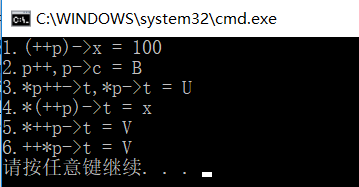 C:\WINDOWS\system32\cmd.exe
1.(++p)->x = 100
2.p++,p->c = B
3.*p++->t,*p->t = U
4.*(++p)->t = x
5.*++p->t = V
6.++*p->t = V
请按任意键继续. . .